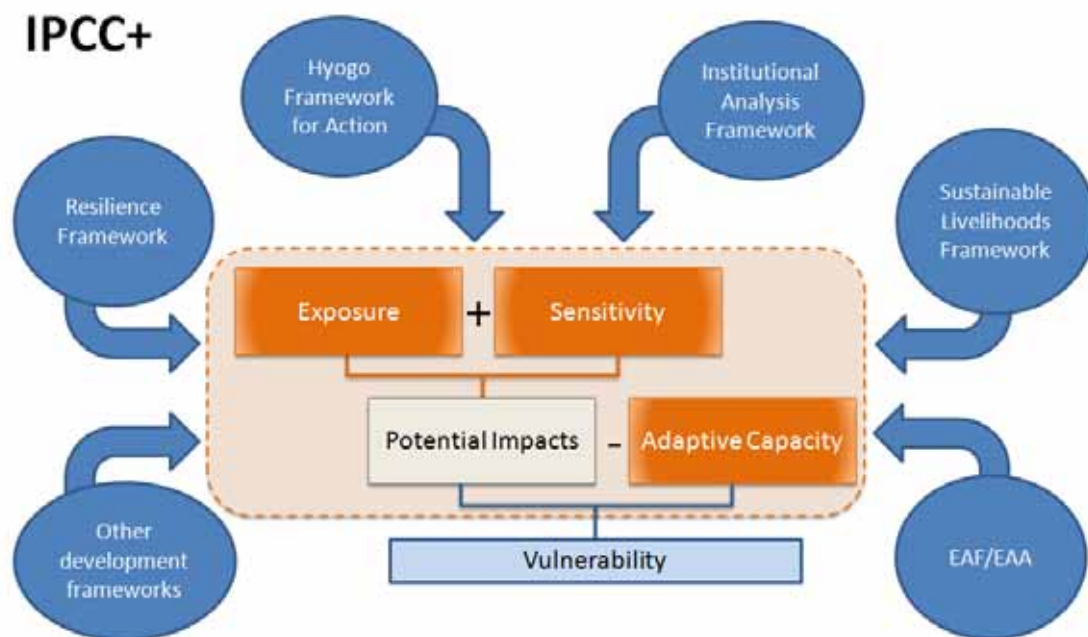 IPCC+
Hyogo
Framework
for Action
Institutional
Analysis
Framework
Resilience
Framework
Sustainable
Livelihoods
Framework
Exposure
+
Sensitivity
Potential Impacts
-
Adaptive Capacity
Other
development
frameworks
Vulnerability
EAF/EAA